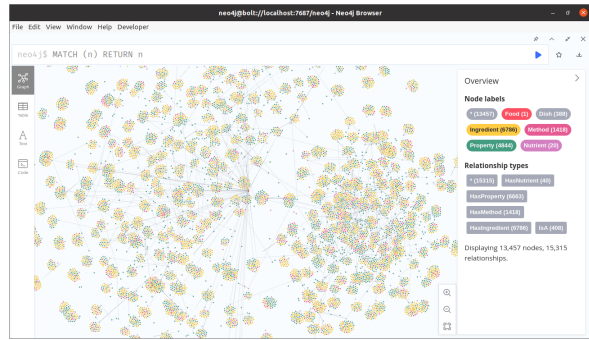 neo4j@bolt://localhost:7687/neo4j - Neo4j Browser
File Edit View Window Help Developer
neo4j$ MATCH (n) RETURN n
Graph
Table
Text
Code
Overview
Node labels
* (13457) Food (1) Dish (388)
Ingredient (6786) Method (1418)
Property (4844) Nutrient (20)
Relationship types
* (15315) HasNutrient (40)
HasProperty (6663)
HasMethod (1418)
HasIngredient (6786) IsA (408)
Displaying 13,457 nodes, 15,315
relationships.